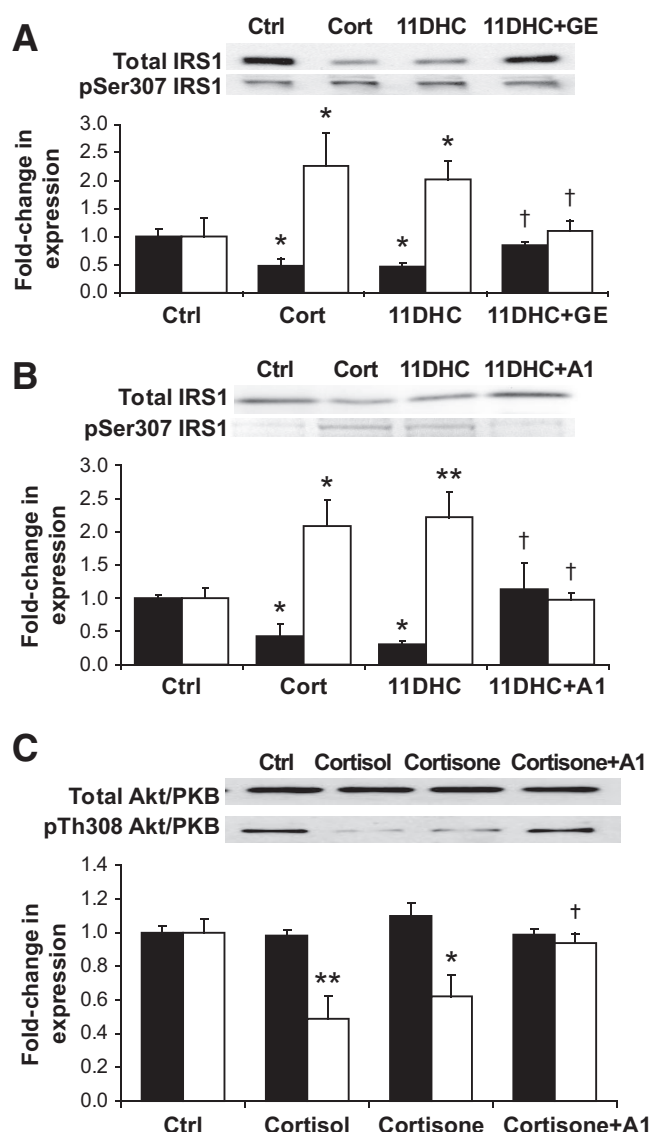 A
Ctrl Cort 11DHC 11DHC+GE
Total IRS1
pSer307 IRS1
Fold-change in
expression
3.0
2.5
2.0
1.5
1.0
0.5
0.0
* * * * † †
Ctrl Cort 11DHC 11DHC+GE
B
Ctrl Cort 11DHC 11DHC+A1
Total IRS1
pSer307 IRS1
Fold-change in
expression
3.0
2.5
2.0
1.5
1.0
0.5
0.0
* * * ** † †
Ctrl Cort 11DHC 11DHC+A1
C
Ctrl Cortisol Cortisone Cortisone+A1
Total Akt/PKB
pTh308 Akt/PKB
Fold-change in
expression
1.4
1.2
1.0
0.8
0.6
0.4
0.2
0.0
** * †
Ctrl Cortisol Cortisone Cortisone+A1